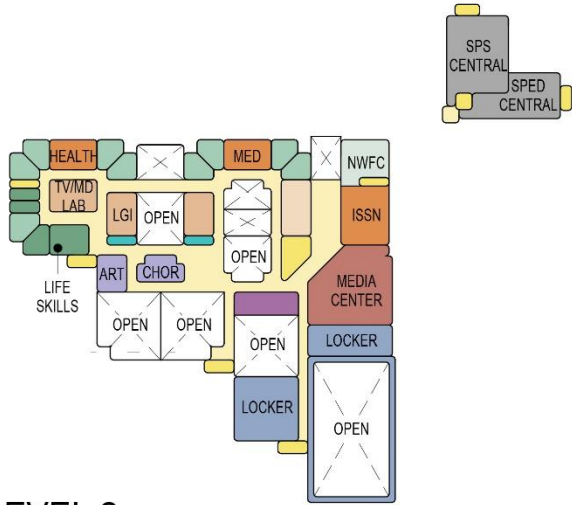 SPS
CENTRAL
SPED
CENTRAL
HEALTH
MED
NWFC
TV/MD
LAB
LGI
OPEN
ISSN
OPEN
LIFE
SKILLS
ART
CHOR
MEDIA
CENTER
OPEN
OPEN
OPEN
LOCKER
LOCKER
OPEN